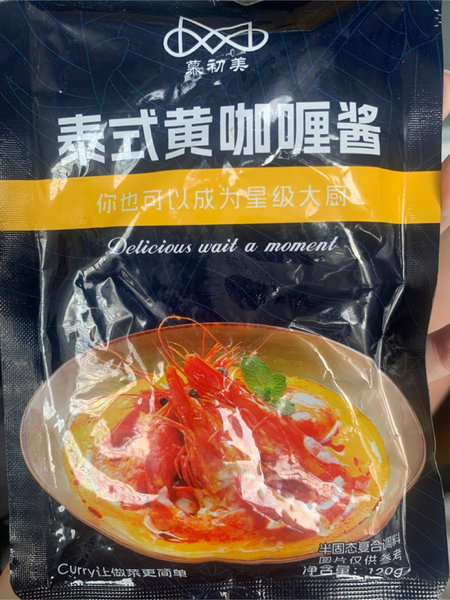 慕初美
泰式黄咖喱酱
你也可以成为星级大厨
Delicious wait a moment
半固态复合调料
图片仅供参考
净含量：120g
Curry让做菜更简单